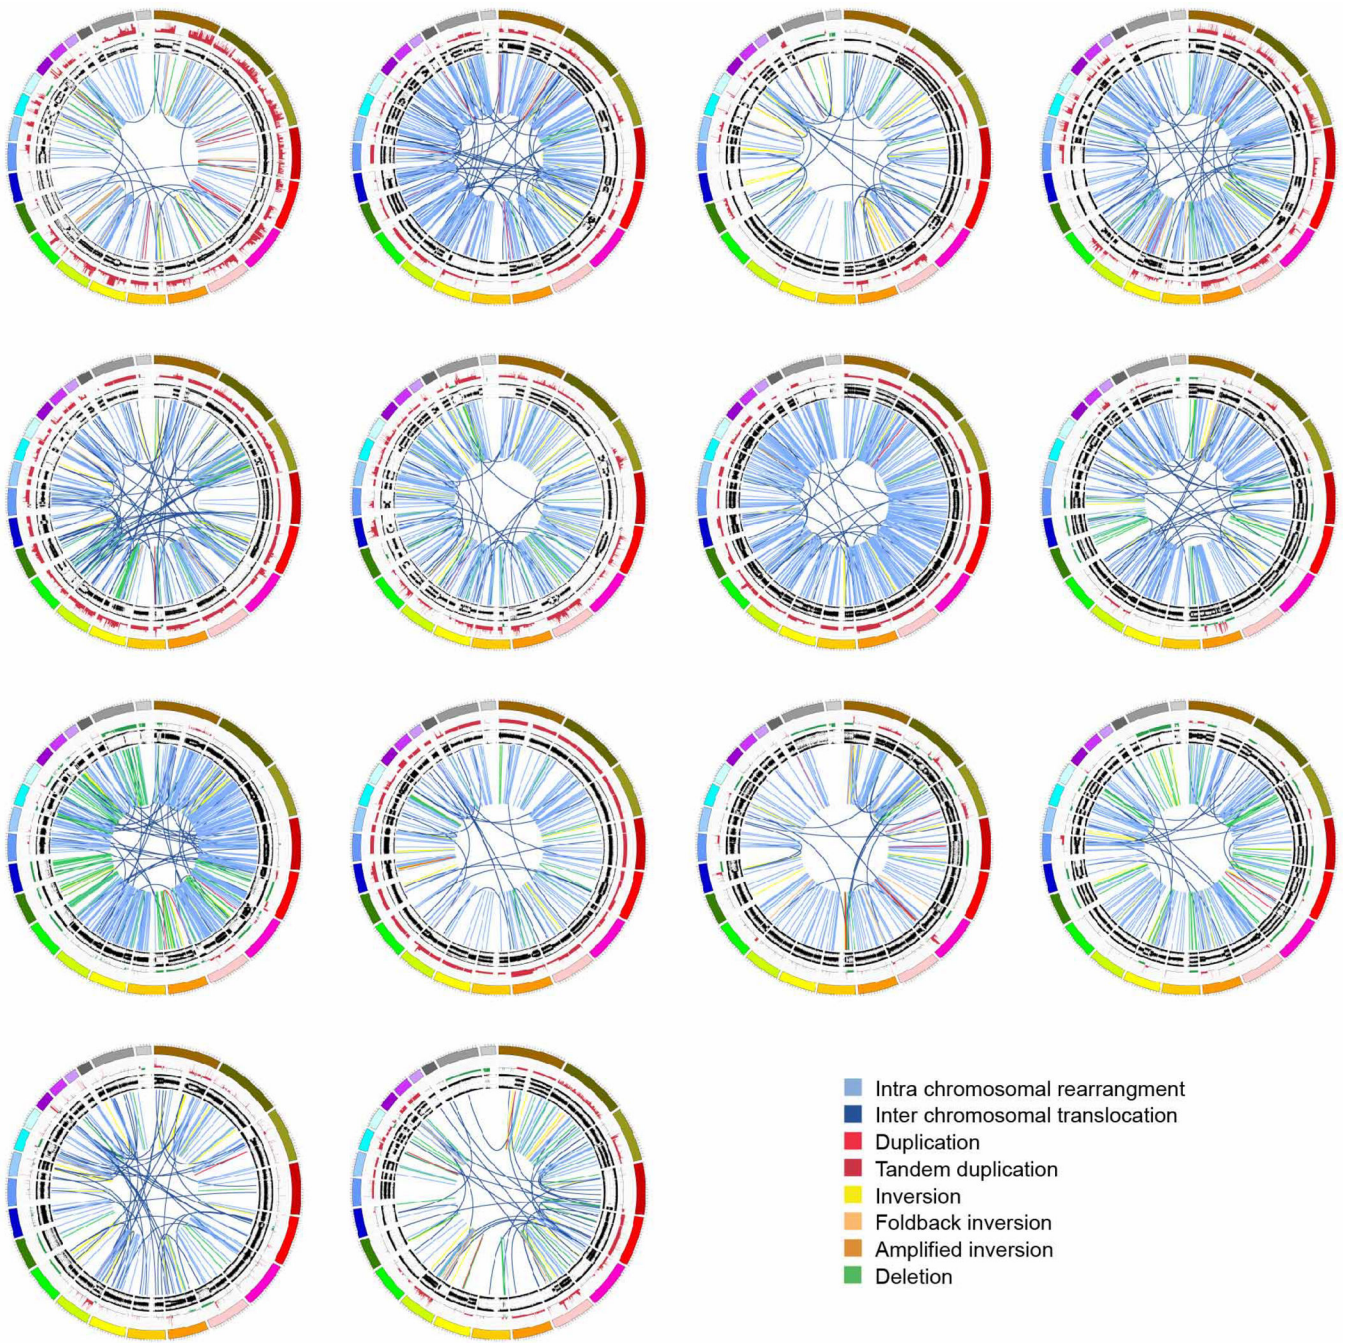 Intra chromosomal rearrangment
Inter chromosomal translocation
Duplication
Tandem duplication
Inversion
Foldback inversion
Amplified inversion
Deletion